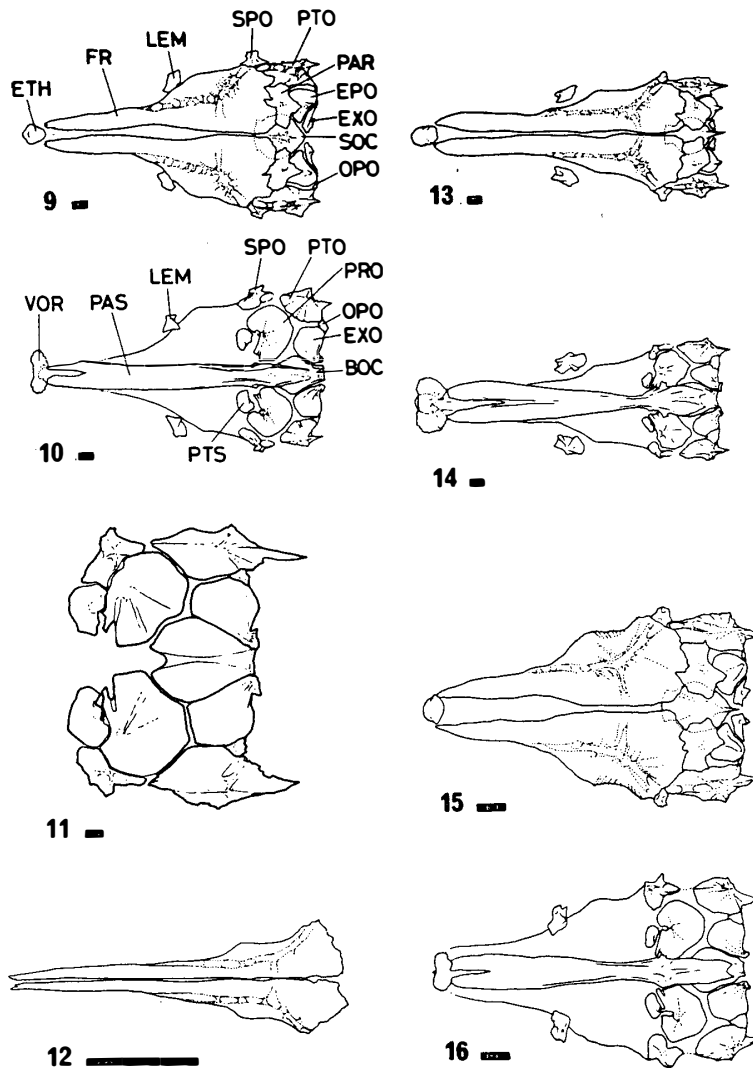 SPO
PTO
LEM
FR
PAR
ETH
EPO
EXO
SOC
OPO
9
13
SPO
PTO
LEM
PRO
VOR
PAS
OPO
EXO
BOC
PTS
10
14
11
15
12
16